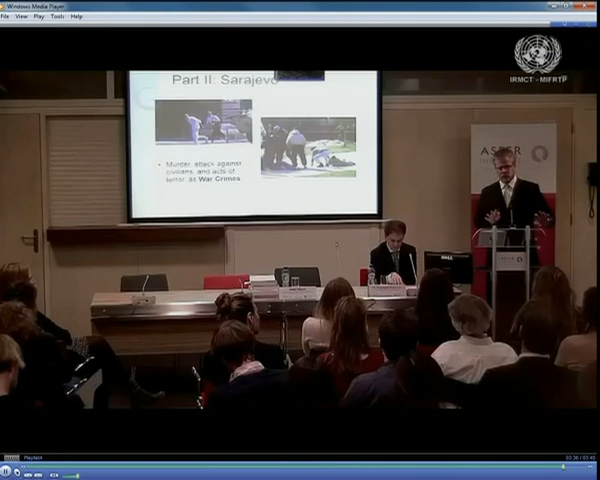 Windows Media Player
File View Play Tools Help
IRMCT - MIFRTP
Part II: Sarajevo
• Murder, attack against
civilians, and acts of
terror as War Crimes
ASSER
DELL